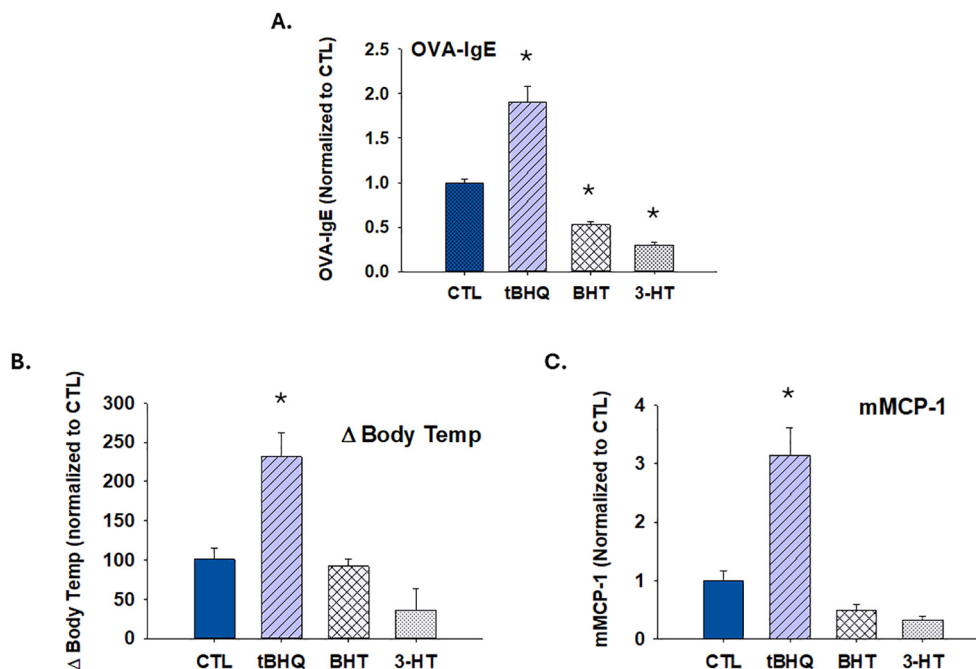 A.
OVA-IgE
OVA-IgE (Normalized to CTL)
2.5
2.0
1.5
1.0
0.5
0.0
*
*
*
CTL tBHQ BHT 3-HT
B.
Δ Body Temp
Δ Body Temp (normalized to CTL)
300
250
200
150
100
50
0
*
CTL tBHQ BHT 3-HT
C.
mMCP-1
mMCP-1 (Normalized to CTL)
4
3
2
1
0
*
CTL tBHQ BHT 3-HT